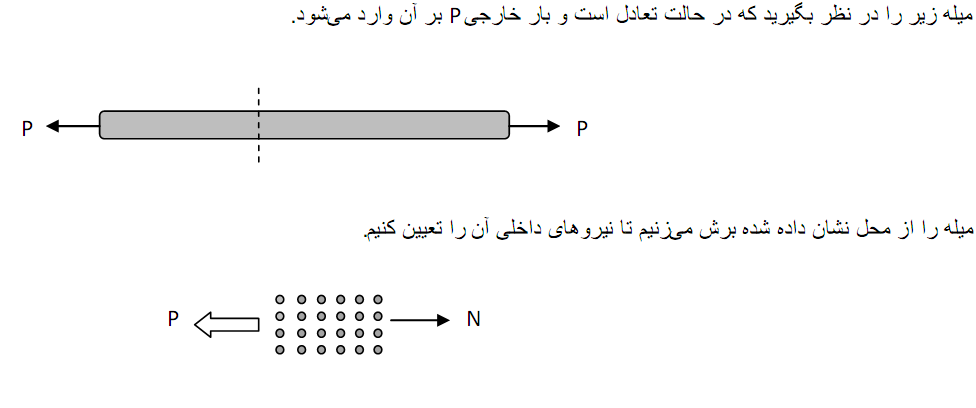 میله زیر را در نظر بگیرید که در حالت تعادل است و بار خارجی P بر آن وارد می‌شود.
P P
میله را از محل نشان داده شده برش می‌زنیم تا نیروهای داخلی آن را تعیین کنیم.
P N